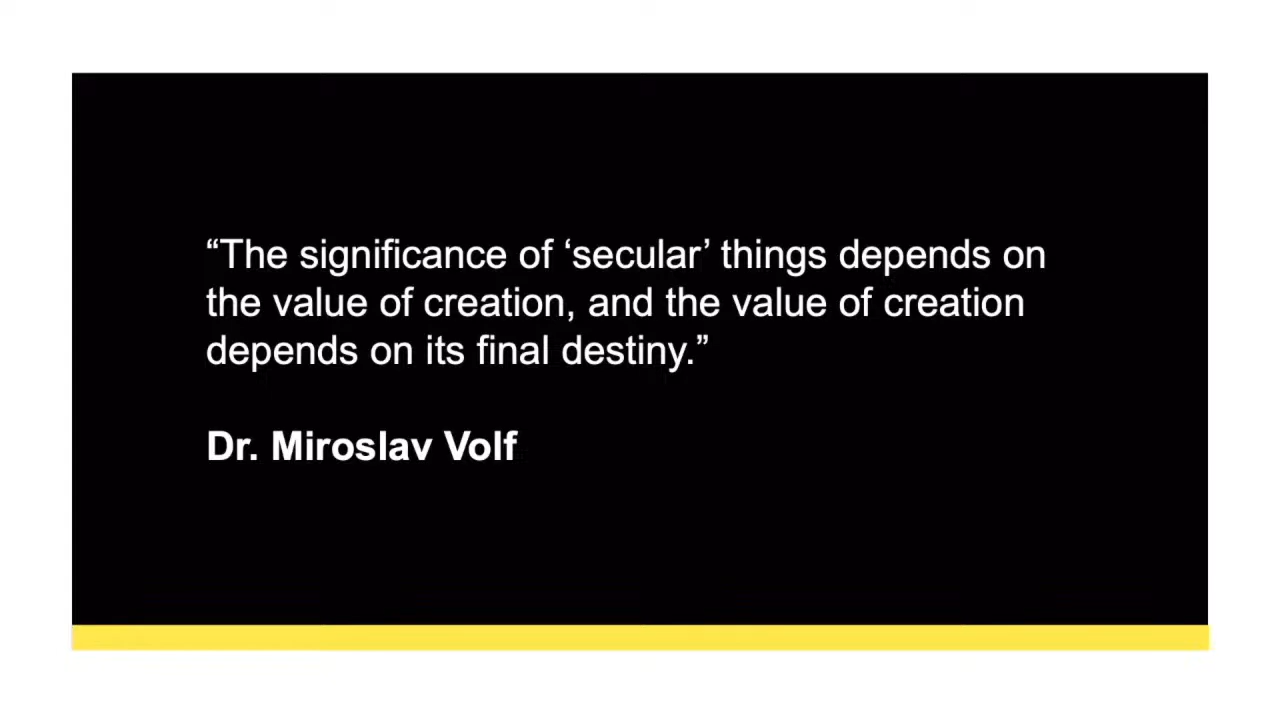 “The significance of ‘secular’ things depends on
the value of creation, and the value of creation
depends on its final destiny.”
Dr. Miroslav Volf